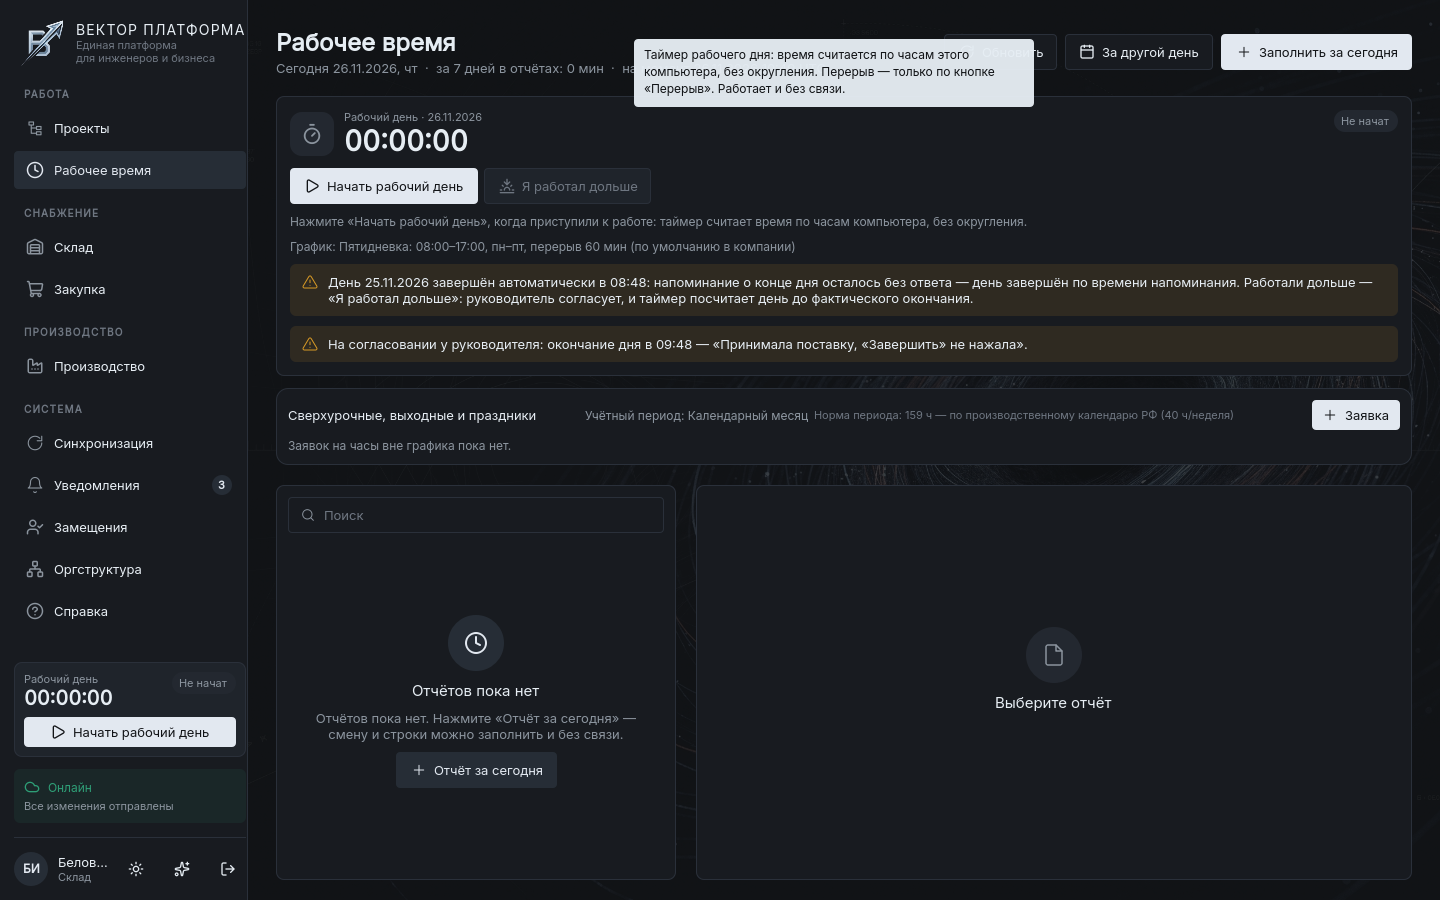 ВЕКТОР ПЛАТФОРМА
Единая платформа
для инженеров и бизнеса
РАБОТА
Проекты
Рабочее время
СНАБЖЕНИЕ
Склад
Закупка
ПРОИЗВОДСТВО
Производство
СИСТЕМА
Синхронизация
Уведомления
3
Замещения
Оргструктура
Справка
Рабочий день
Не начат
00:00:00
Начать рабочий день
Онлайн
Все изменения отправлены
БИ
Белов...
Склад
Рабочее время
Сегодня 26.11.2026, чт · за 7 дней в отчётах: 0 мин · на
Таймер рабочего дня: время считается по часам этого
компьютера, без округления. Перерыв — только по кнопке
«Перерыв». Работает и без связи.
Обновить
За другой день
Заполнить за сегодня
Рабочий день · 26.11.2026
00:00:00
Не начат
Начать рабочий день
Я работал дольше
Нажмите «Начать рабочий день», когда приступили к работе: таймер считает время по часам компьютера, без округления.
График: Пятидневка: 08:00–17:00, пн–пт, перерыв 60 мин (по умолчанию в компании)
День 25.11.2026 завершён автоматически в 08:48: напоминание о конце дня осталось без ответа — день завершён по времени напоминания. Работали дольше —
«Я работал дольше»: руководитель согласует, и таймер посчитает день до фактического окончания.
На согласовании у руководителя: окончание дня в 09:48 — «Принимала поставку, «Завершить» не нажала».
Сверхурочные, выходные и праздники
Учётный период: Календарный месяц
Норма периода: 159 ч — по производственному календарю РФ (40 ч/неделя)
Заявка
Заявок на часы вне графика пока нет.
Поиск
Отчётов пока нет
Отчётов пока нет. Нажмите «Отчёт за сегодня» —
смену и строки можно заполнить и без связи.
Отчёт за сегодня
Выберите отчёт